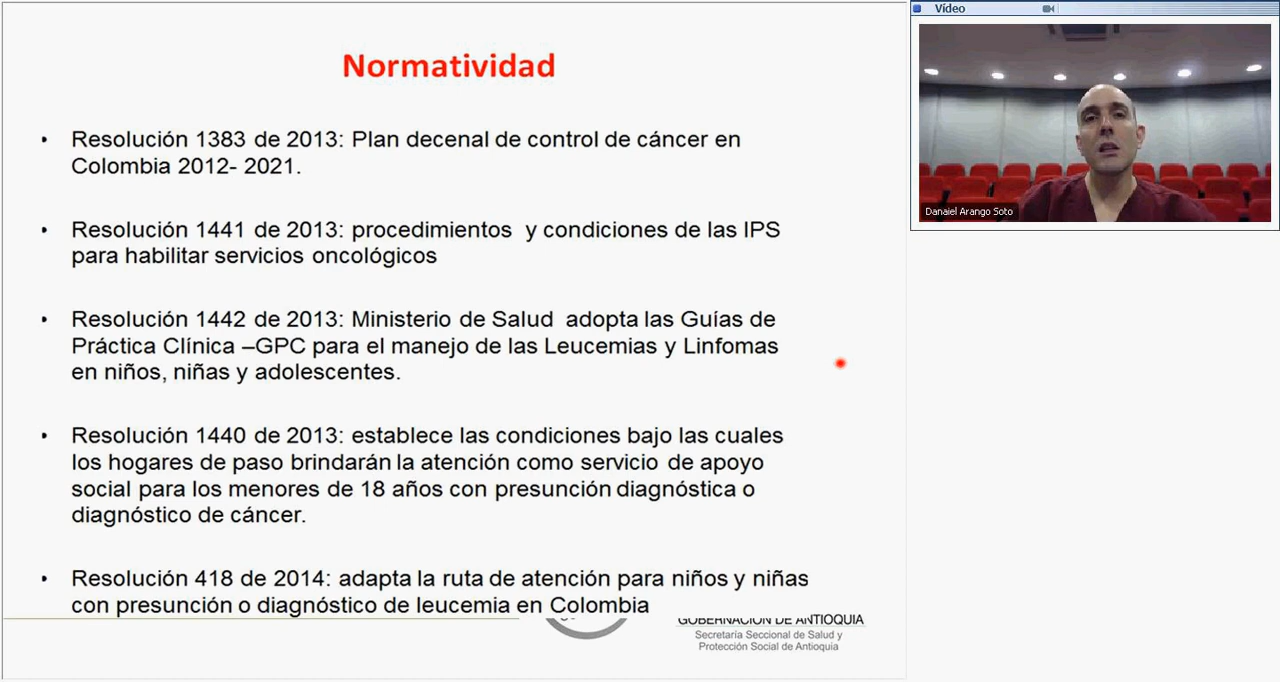 Normatividad
• Resolución 1383 de 2013: Plan decenal de control de cáncer en
Colombia 2012- 2021.
• Resolución 1441 de 2013: procedimientos y condiciones de las IPS
para habilitar servicios oncológicos
• Resolución 1442 de 2013: Ministerio de Salud adopta las Guías de
Práctica Clínica –GPC para el manejo de las Leucemias y Linfomas
en niños, niñas y adolescentes.
• Resolución 1440 de 2013: establece las condiciones bajo las cuales
los hogares de paso brindarán la atención como servicio de apoyo
social para los menores de 18 años con presunción diagnóstica o
diagnóstico de cáncer.
• Resolución 418 de 2014: adapta la ruta de atención para niños y niñas
con presunción o diagnóstico de leucemia en Colombia
GOBERNACIÓN DE ANTIOQUIA
Secretaría Seccional de Salud y
Protección Social de Antioquia
Vídeo
Danaiel Arango Soto